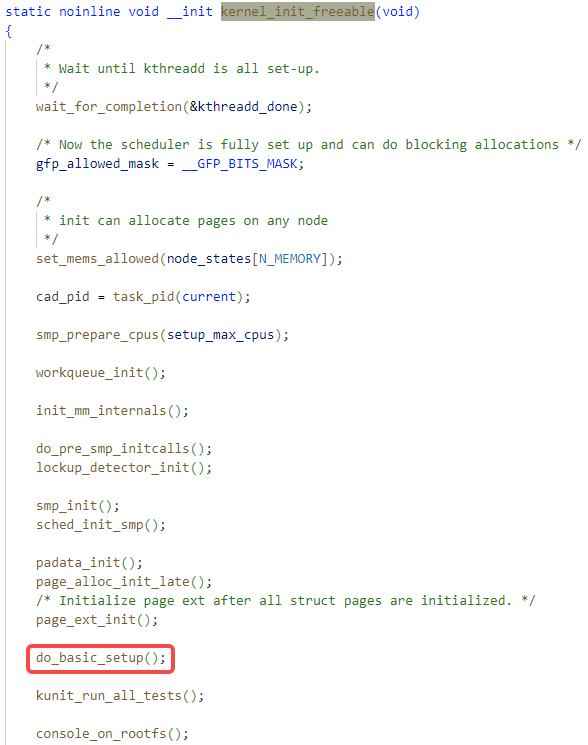 static noinline void __init kernel_init_freeable(void)
{
    /*
     * Wait until kthreadd is all set-up.
     */
    wait_for_completion(&kthreadd_done);

    /* Now the scheduler is fully set up and can do blocking allocations */
    gfp_allowed_mask = __GFP_BITS_MASK;

    /*
     * init can allocate pages on any node
     */
    set_mems_allowed(node_states[N_MEMORY]);

    cad_pid = task_pid(current);

    smp_prepare_cpus(setup_max_cpus);

    workqueue_init();

    init_mm_internals();

    do_pre_smp_initcalls();
    lockup_detector_init();

    smp_init();
    sched_init_smp();

    padata_init();
    page_alloc_init_late();
    /* Initialize page ext after all struct pages are initialized. */
    page_ext_init();

    do_basic_setup();

    kunit_run_all_tests();

    console_on_rootfs();